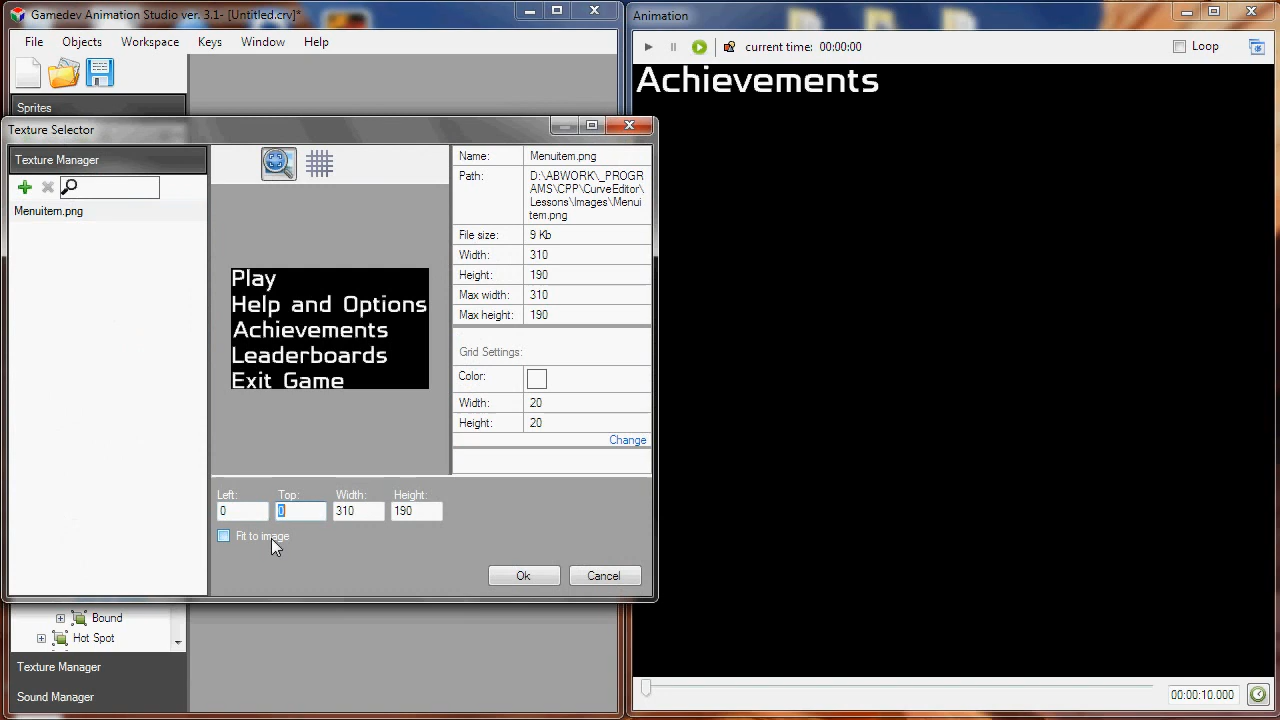 Gamedev Animation Studio ver. 3.1- [Untitled.crv]*
File Objects Workspace Keys Window Help
Sprites
Texture Selector
Texture Manager
Menuitem.png
Play
Help and Options
Achievements
Leaderboards
Exit Game
Name: Menuitem.png
Path: D:\ABWORK\_PROGR
AMS\CPP\CurveEditor\
Lessons\Images\Menui
tem.png
File size: 9 Kb
Width: 310
Height: 190
Max width: 310
Max height: 190
Grid Settings:
Color:
Width: 20
Height: 20
Change
Left: Top: Width: Height:
0 0 310 190
Fit to image
Ok Cancel
Bound
Hot Spot
Texture Manager
Sound Manager
Animation
current time: 00:00:00 Loop
Achievements
00:00:10.000